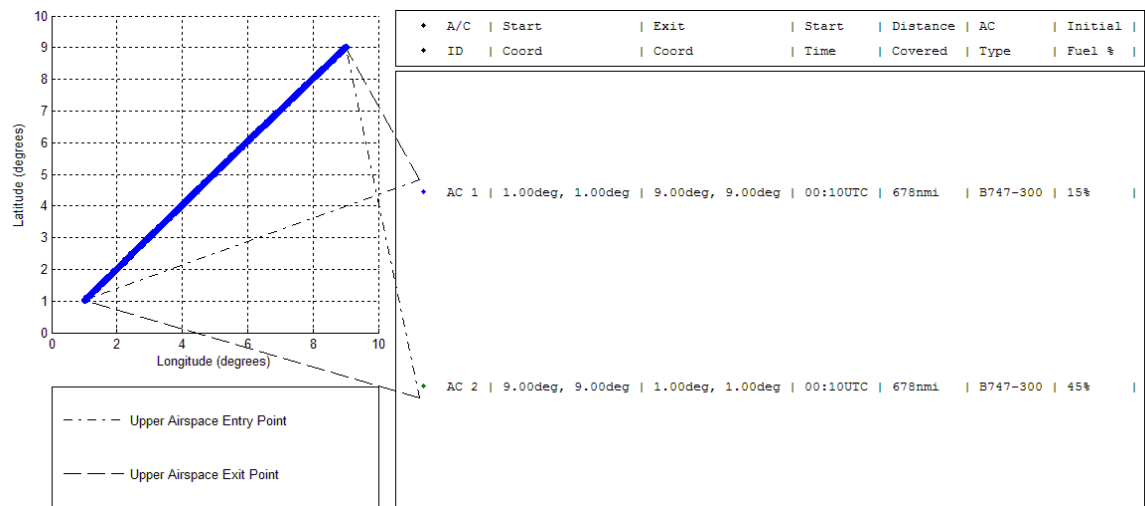 10
9
8
7
6
5
4
3
2
1
0
0 2 4 6 8 10
Latitude (degrees)
Longitude (degrees)
Upper Airspace Entry Point
Upper Airspace Exit Point
A/C | Start | Exit | Start | Distance | AC | Initial |
ID | Coord | Coord | Time | Covered | Type | Fuel % |
AC 1 | 1.00deg, 1.00deg | 9.00deg, 9.00deg | 00:10UTC | 678nmi | B747-300 | 15% |
AC 2 | 9.00deg, 9.00deg | 1.00deg, 1.00deg | 00:10UTC | 678nmi | B747-300 | 45% |